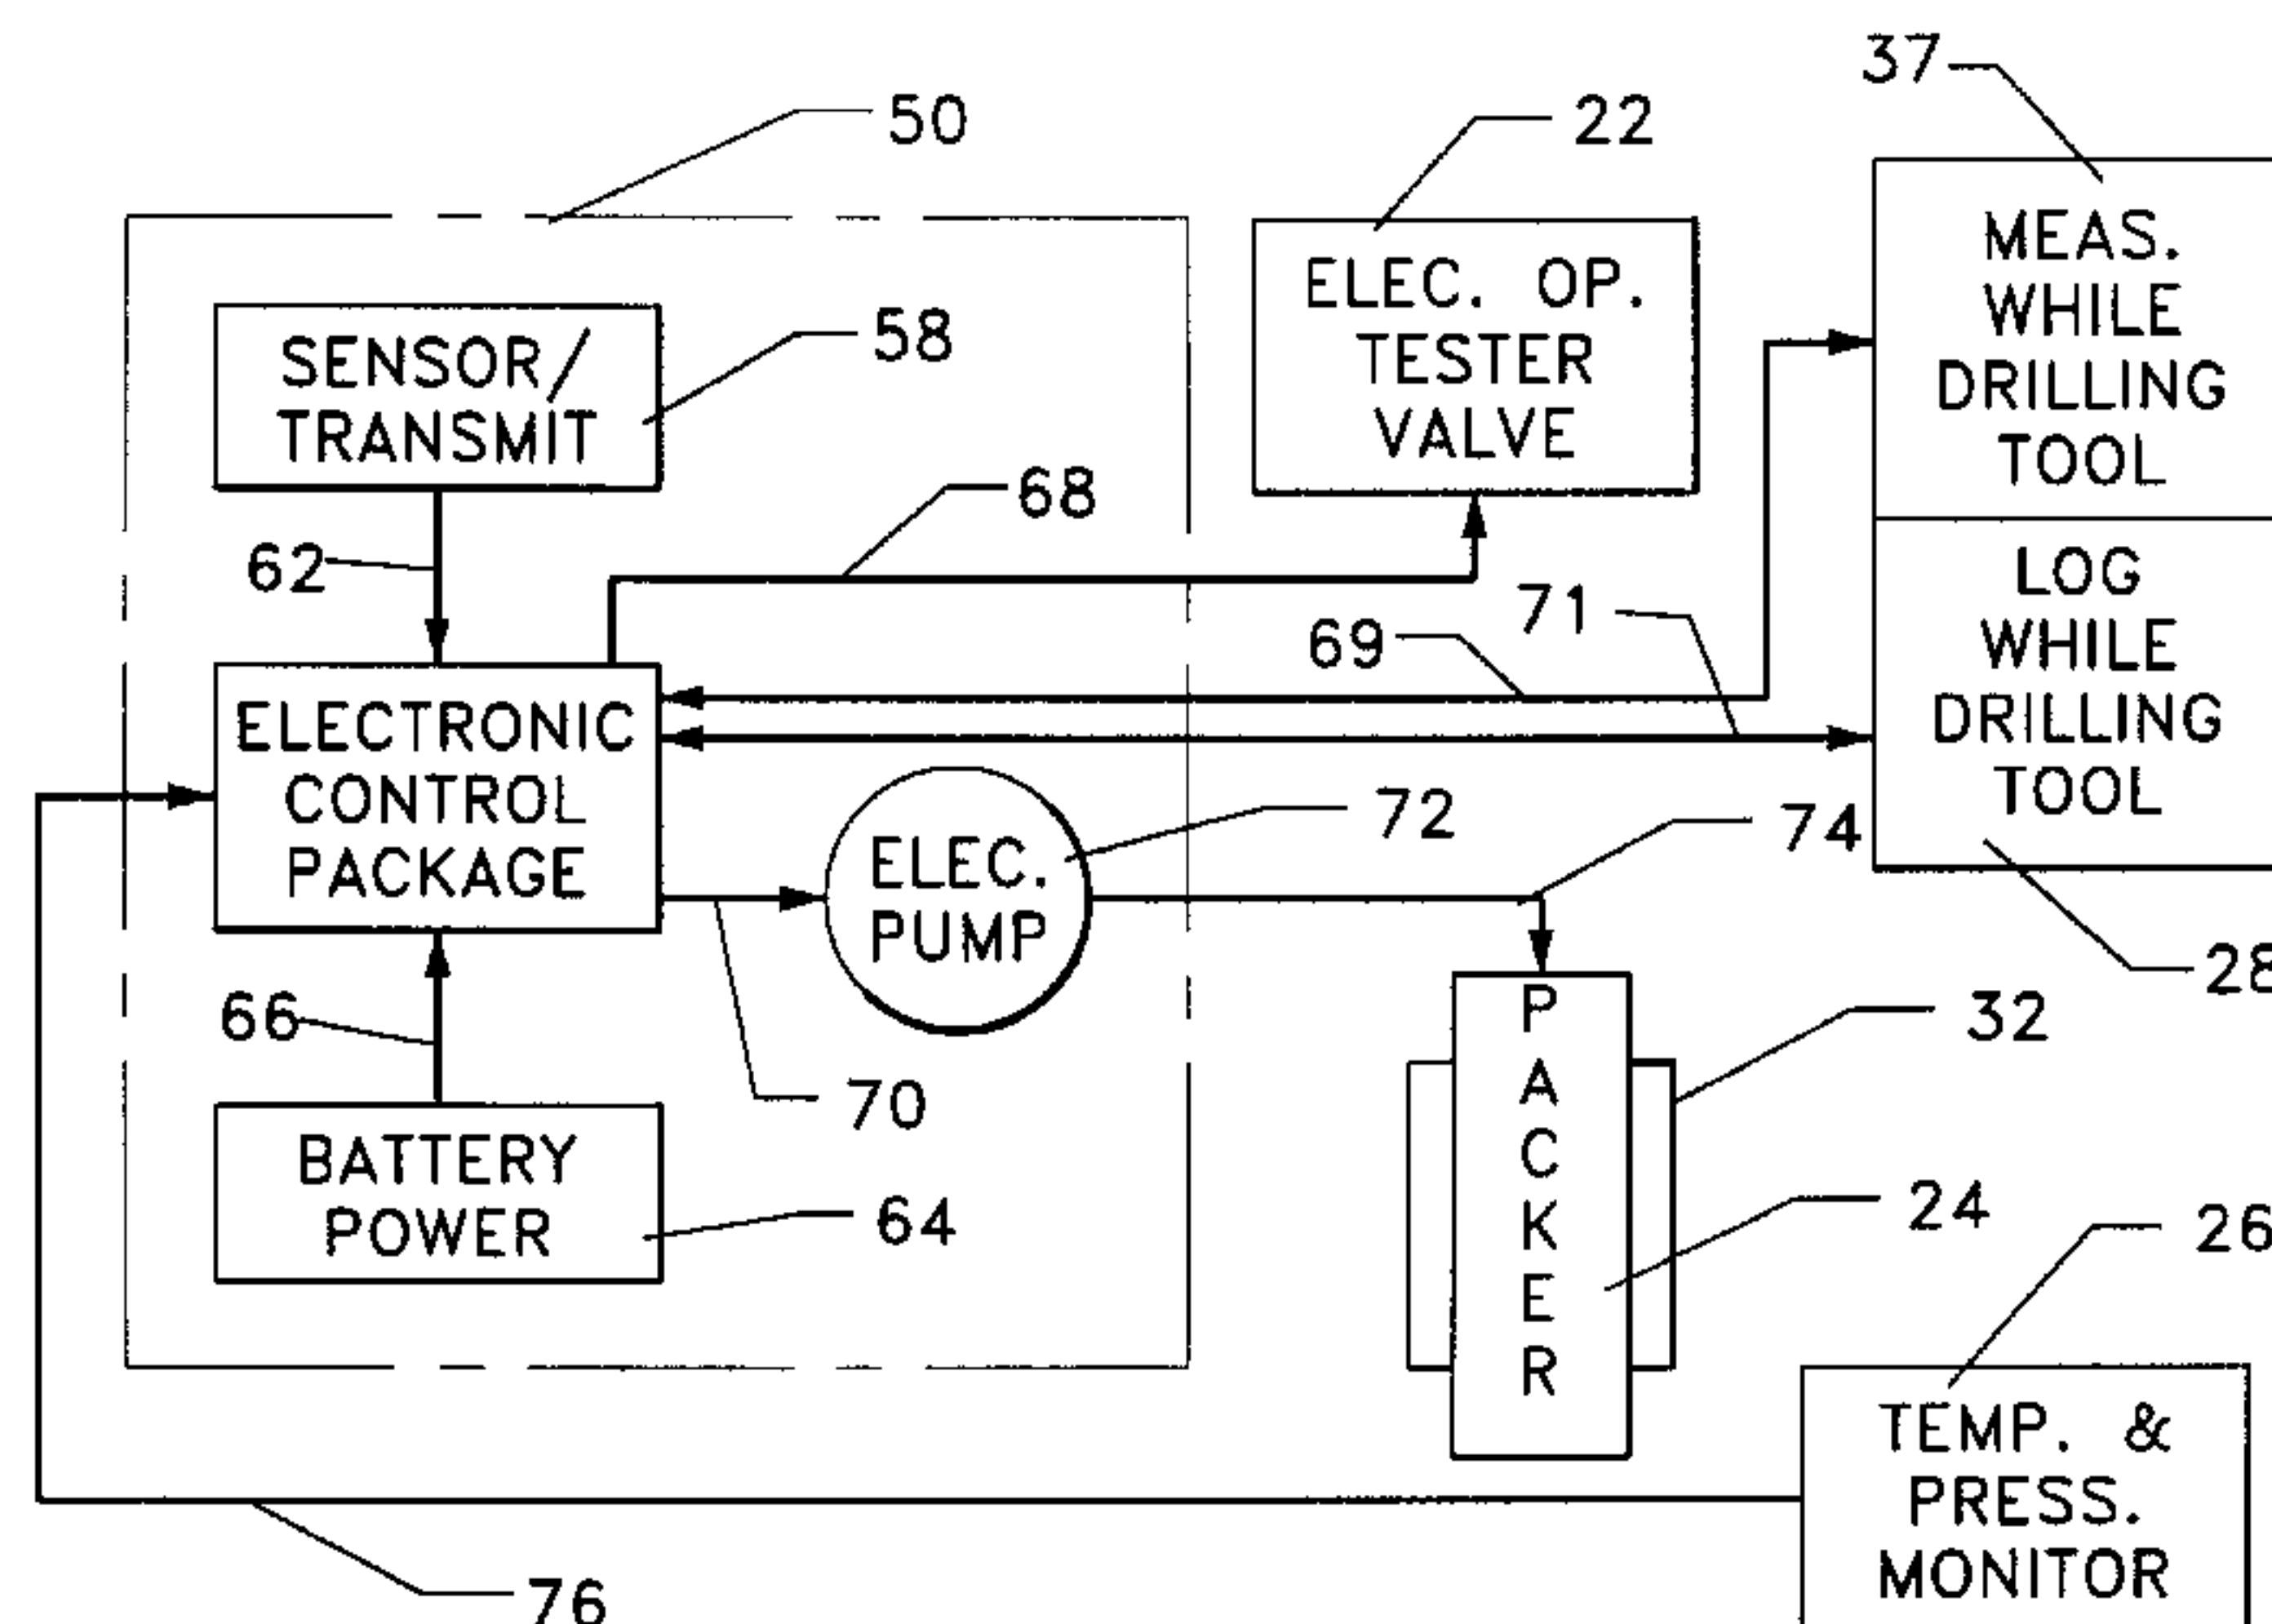 37
50
22
MEAS.
WHILE
DRILLING
TOOL
ELEC. OP.
TESTER
VALVE
SENSOR/
TRANSMIT
58
68
62
LOG
WHILE
DRILLING
TOOL
71
69
ELECTRONIC
CONTROL
PACKAGE
72
74
ELEC.
PUMP
28
66
32
70
PACKER
BATTERY
POWER
64
24
26
TEMP. &
PRESS.
MONITOR
76